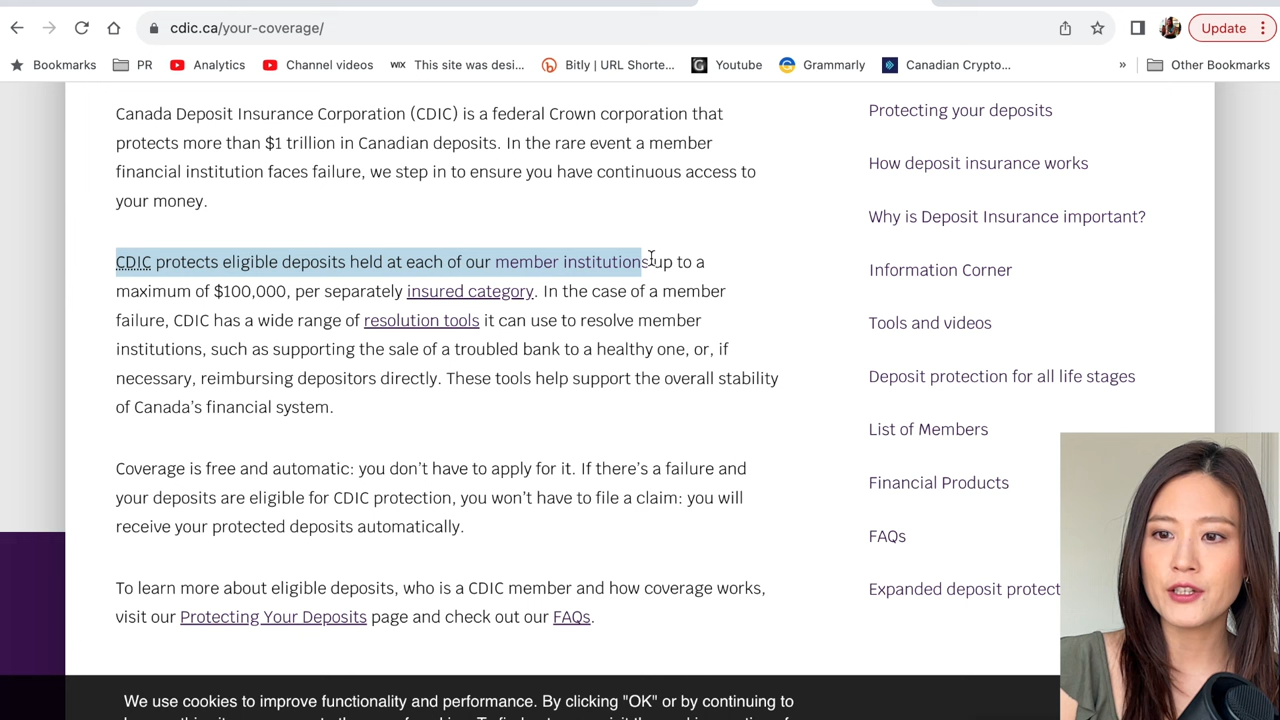 cdic.ca/your-coverage/
Update
Bookmarks
PR
Analytics
Channel videos
WIX
This site was desi...
Bitly | URL Shorte...
Youtube
Grammarly
Canadian Crypto...
»
Other Bookmarks
Canada Deposit Insurance Corporation (CDIC) is a federal Crown corporation that
protects more than $1 trillion in Canadian deposits. In the rare event a member
financial institution faces failure, we step in to ensure you have continuous access to
your money.
CDIC protects eligible deposits held at each of our member institutions up to a
maximum of $100,000, per separately insured category. In the case of a member
failure, CDIC has a wide range of resolution tools it can use to resolve member
institutions, such as supporting the sale of a troubled bank to a healthy one, or, if
necessary, reimbursing depositors directly. These tools help support the overall stability
of Canada’s financial system.
Coverage is free and automatic: you don’t have to apply for it. If there’s a failure and
your deposits are eligible for CDIC protection, you won’t have to file a claim: you will
receive your protected deposits automatically.
To learn more about eligible deposits, who is a CDIC member and how coverage works,
visit our Protecting Your Deposits page and check out our FAQs.
Protecting your deposits
How deposit insurance works
Why is Deposit Insurance important?
Information Corner
Tools and videos
Deposit protection for all life stages
List of Members
Financial Products
FAQs
Expanded deposit protect
We use cookies to improve functionality and performance. By clicking "OK" or by continuing to